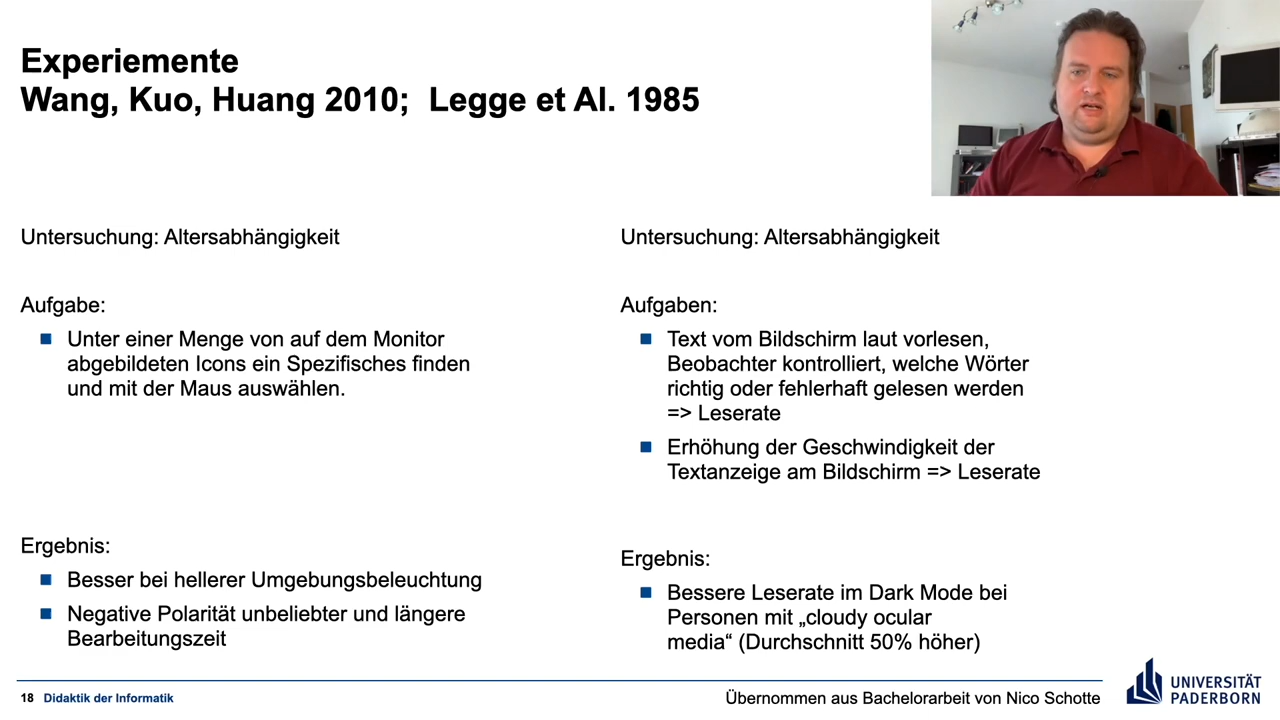 Experiemente
Wang, Kuo, Huang 2010;  Legge et Al. 1985
Untersuchung: Altersabhängigkeit
Aufgabe:
Unter einer Menge von auf dem Monitor
abgebildeten Icons ein Spezifisches finden
und mit der Maus auswählen.
Ergebnis:
Besser bei hellerer Umgebungsbeleuchtung
Negative Polarität unbeliebter und längere
Bearbeitungszeit
Untersuchung: Altersabhängigkeit
Aufgaben:
Text vom Bildschirm laut vorlesen,
Beobachter kontrolliert, welche Wörter
richtig oder fehlerhaft gelesen werden
=> Leserate
Erhöhung der Geschwindigkeit der
Textanzeige am Bildschirm => Leserate
Ergebnis:
Bessere Leserate im Dark Mode bei
Personen mit „cloudy ocular
media“ (Durchschnitt 50% höher)
18 Didaktik der Informatik
Übernommen aus Bachelorarbeit von Nico Schotte
UNIVERSITÄT
PADERBORN